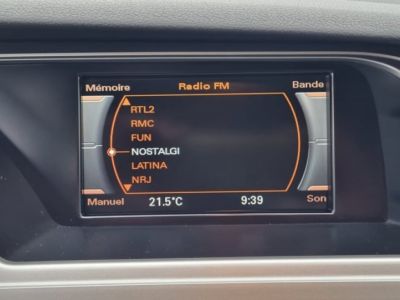 Mémoire Radio FM Bande
RTL2
RMC
FUN
NOSTALGI
LATINA
NRJ
Manuel 21.5°C 9:39 Son